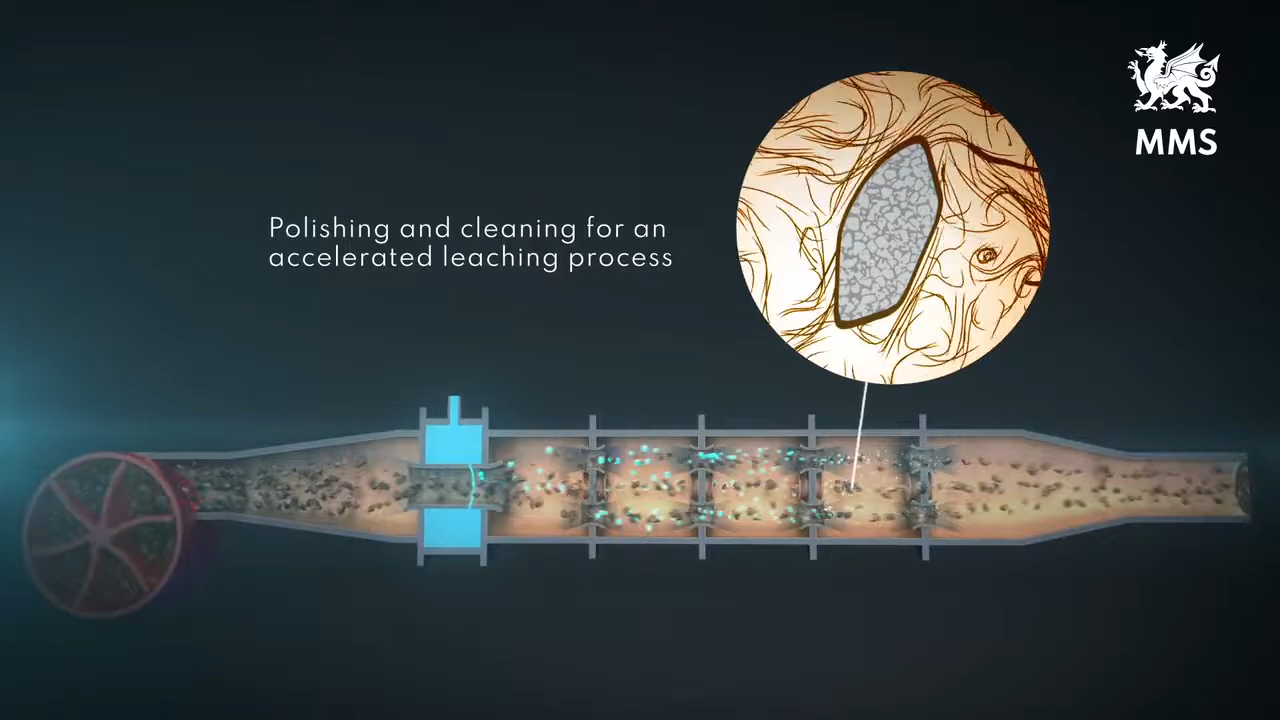 MMS
Polishing and cleaning for an
accelerated leaching process